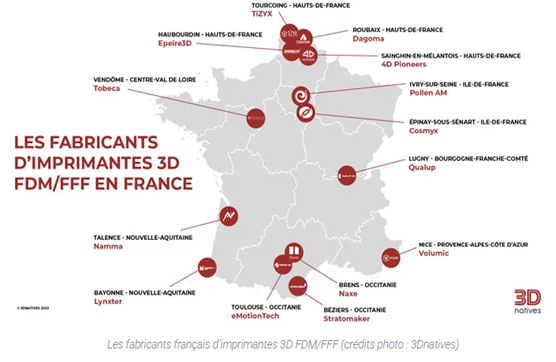 TOURCOING - HAUTS-DE-FRANCE
TiZYX
HAUBOURDIN - HAUTS-DE-FRANCE
Epeire3D
ROUBAIX - HAUTS-DE-FRANCE
Dagoma
SAINGHIN-EN-MÉLANTOIS - HAUTS-DE-FRANCE
4D Pioneers
VENDÔME - CENTRE-VAL DE LOIRE
Tobeca
IVRY-SUR-SEINE - ILE-DE-FRANCE
Pollen AM
ÉPINAY-SOUS-SÉNART - ILE-DE-FRANCE
Cosmyx
LES FABRICANTS
D'IMPRIMANTES 3D
FDM/FFF EN FRANCE
LUGNY - BOURGOGNE-FRANCHE-COMTÉ
Qualup
TALENCE - NOUVELLE-AQUITAINE
Namma
NICE - PROVENCE-ALPES-CÔTE D'AZUR
Volumic
BAYONNE - NOUVELLE-AQUITAINE
Lynxter
BRENS - OCCITANIE
Naxe
TOULOUSE - OCCITANIE
eMotionTech
BÉZIERS - OCCITANIE
Stratomaker
© 3DNATIVES 2023
3D
natives
Les fabricants français d'imprimantes 3D FDM/FFF (crédits photo : 3Dnatives)